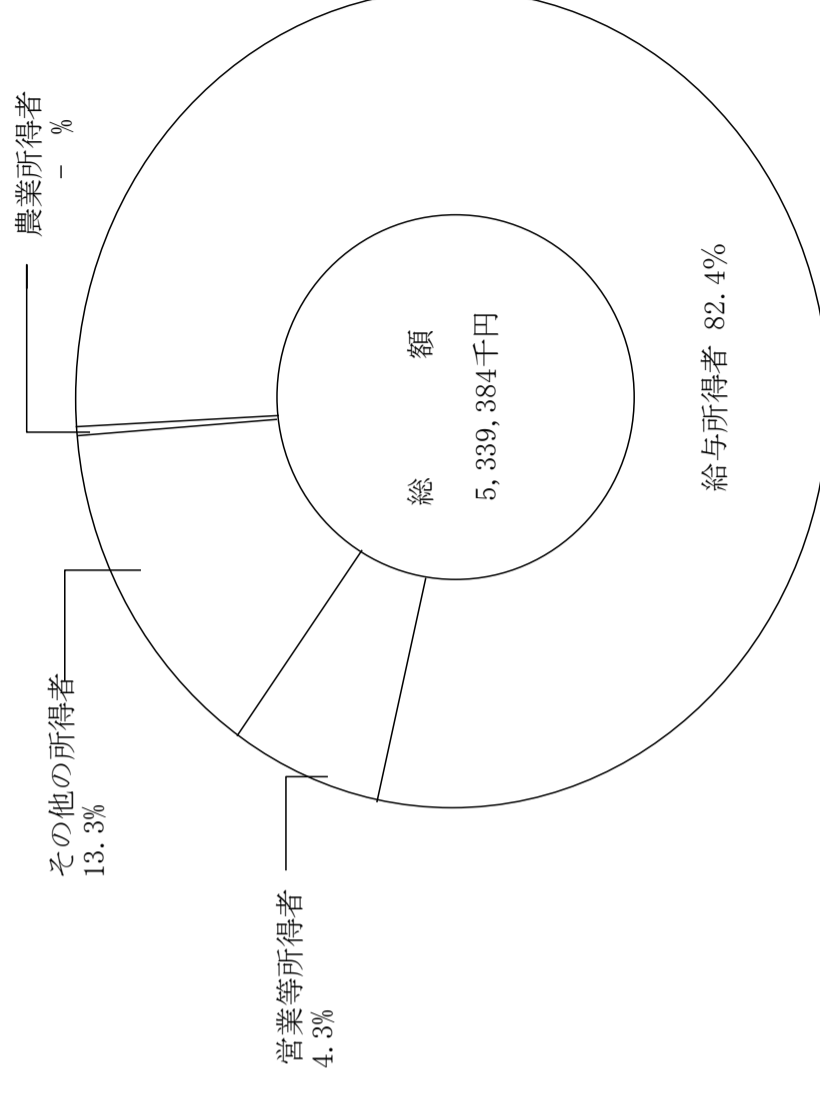 農業所得者
－ %
その他の所得者
13.3%
営業等所得者
4.3%
総 額
5,339,384千円
給与所得者 82.4%